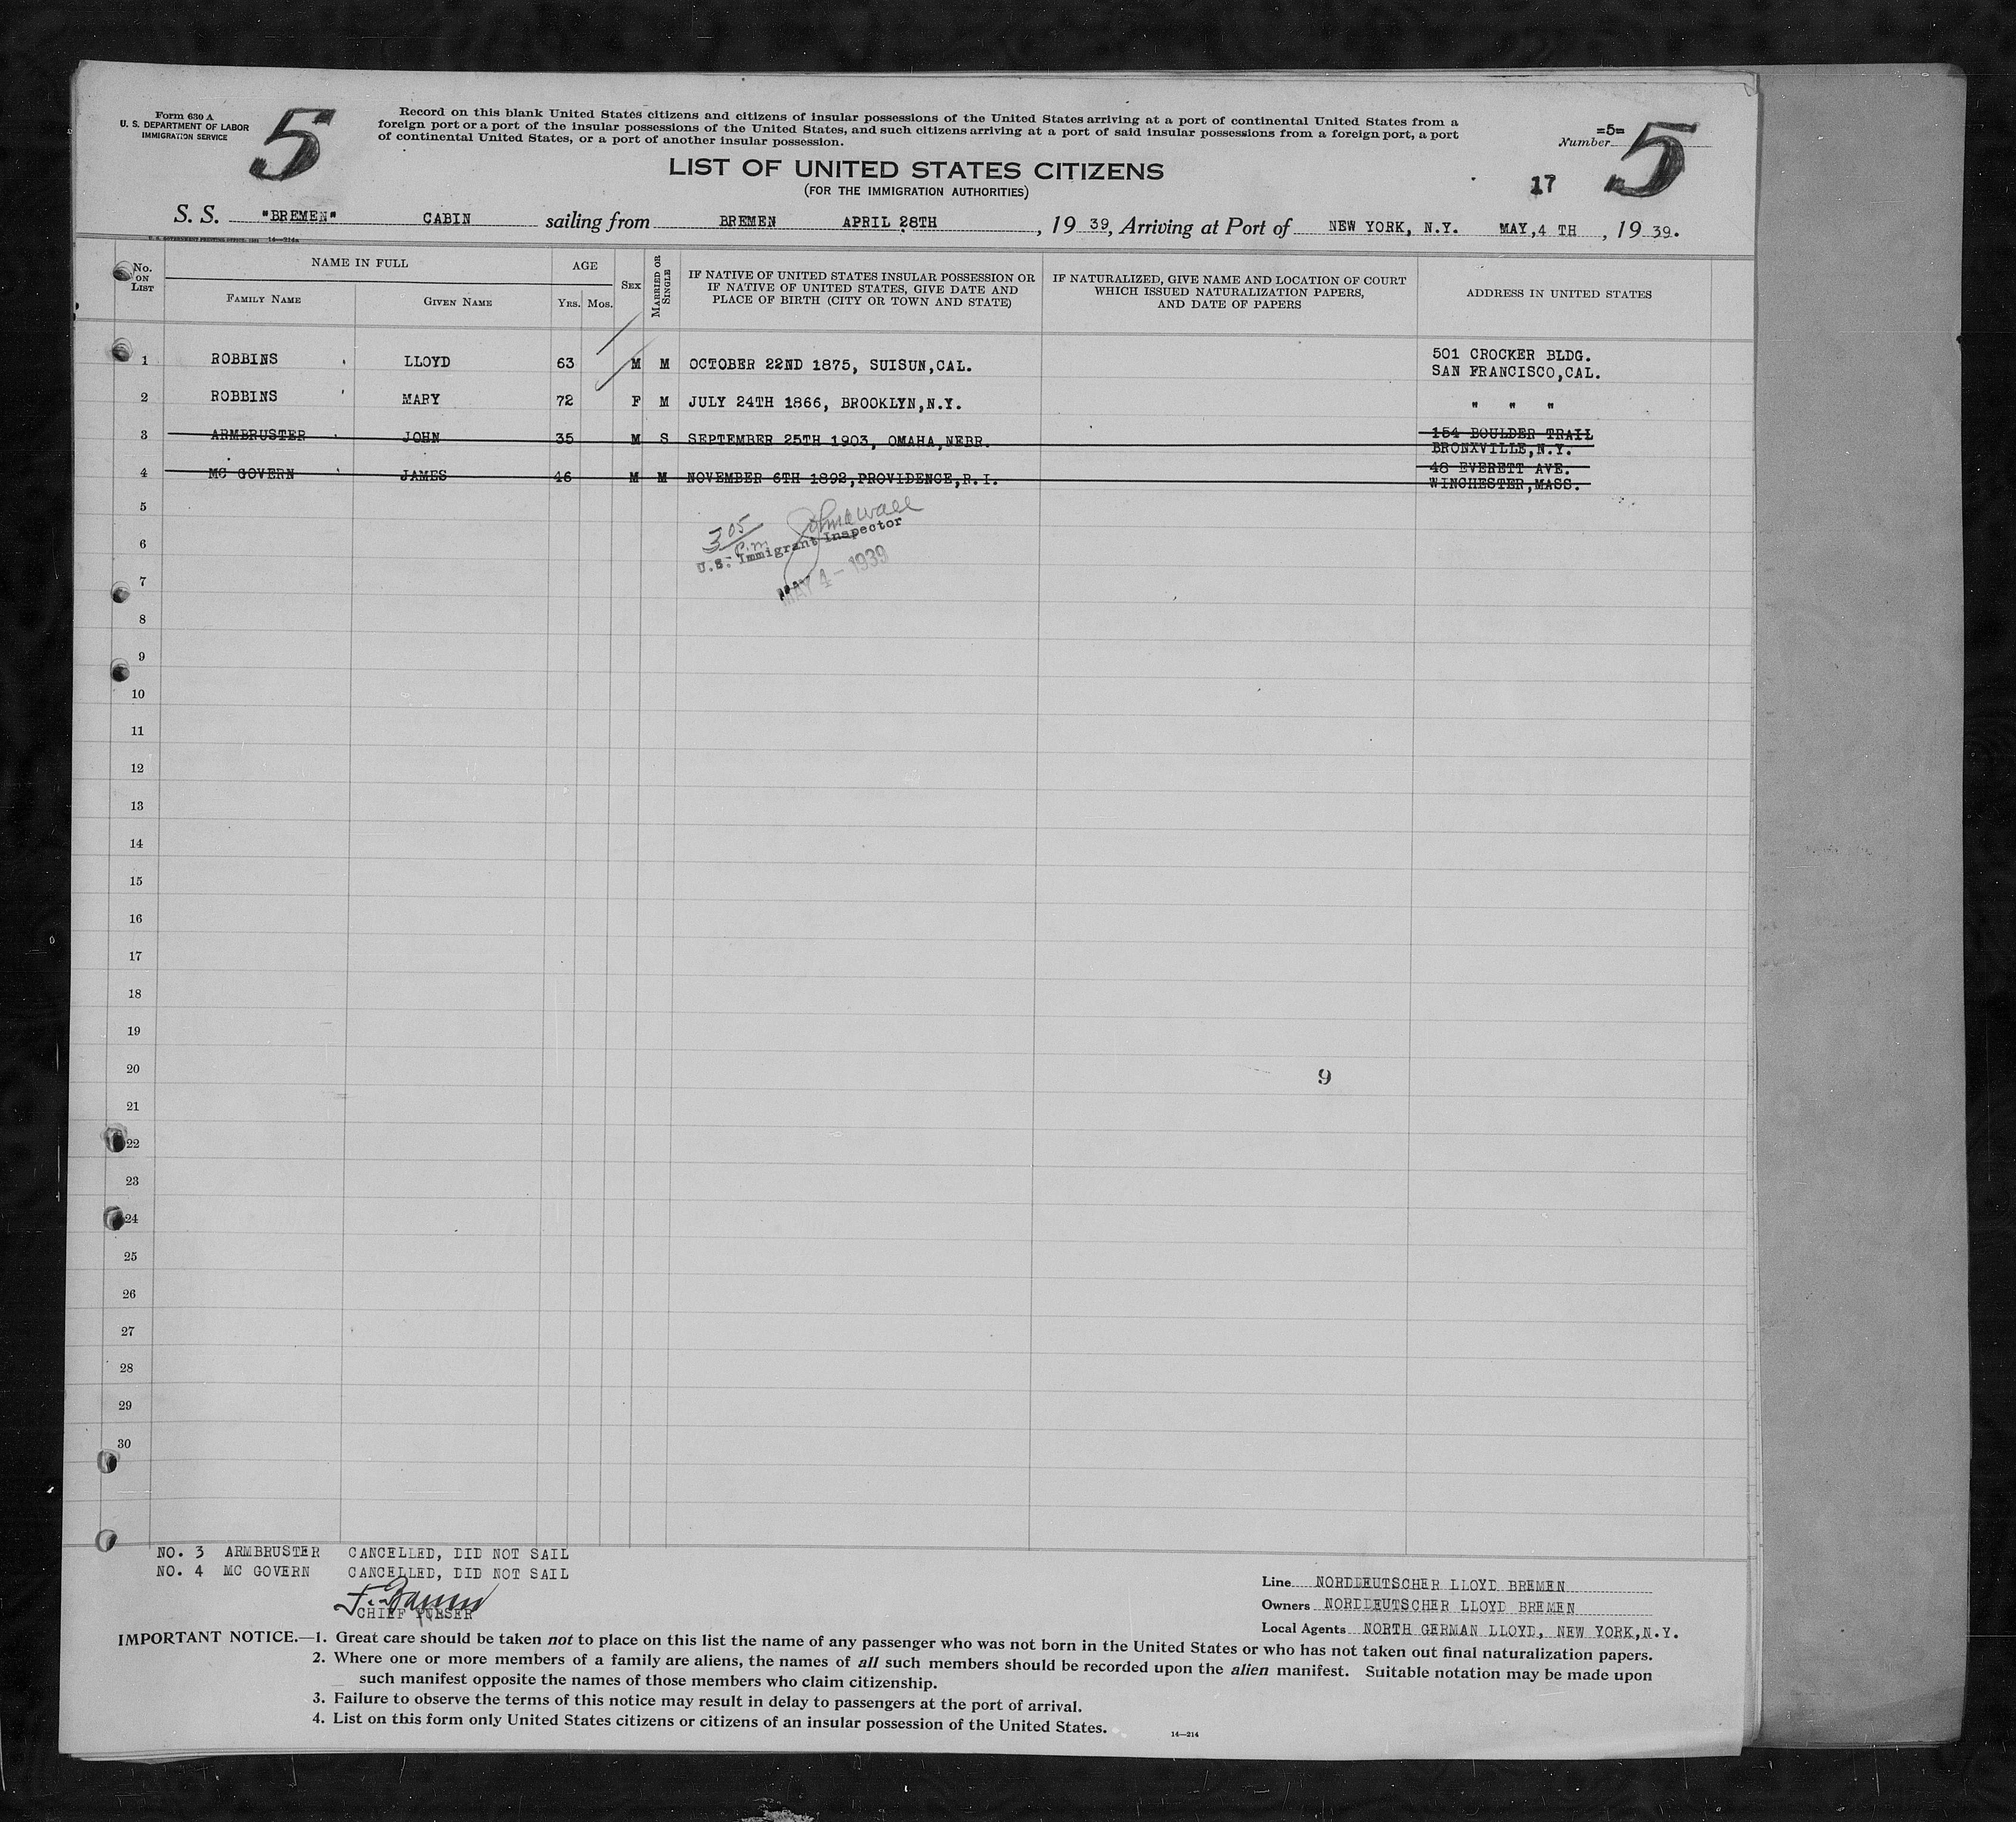 Form 630 A
U. S. DEPARTMENT OF LABOR
IMMIGRATION SERVICE
5
Record on this blank United States citizens and citizens of insular possessions of the United States arriving at a port of continental United States from a
foreign port or a port of the insular possessions of the United States, and such citizens arriving at a port of said insular possessions from a foreign port, a port
of continental United States, or a port of another insular possession.
=5=
Number
5
LIST OF UNITED STATES CITIZENS
(FOR THE IMMIGRATION AUTHORITIES)
17
S. S. "BREMEN" CABIN sailing from BREMEN APRIL 28TH , 19 39, Arriving at Port of NEW YORK, N.Y. MAY,4 TH , 19 39.
U. S. GOVERNMENT PRINTING OFFICE: 1931 14—214a
No. ON LIST
NAME IN FULL
FAMILY NAME
GIVEN NAME
AGE
YRS. MOS.
SEX
MARRIED OR SINGLE
IF NATIVE OF UNITED STATES INSULAR POSSESSION OR
IF NATIVE OF UNITED STATES, GIVE DATE AND
PLACE OF BIRTH (CITY OR TOWN AND STATE)
IF NATURALIZED, GIVE NAME AND LOCATION OF COURT
WHICH ISSUED NATURALIZATION PAPERS,
AND DATE OF PAPERS
ADDRESS IN UNITED STATES
1 ROBBINS LLOYD 63 M M OCTOBER 22ND 1875, SUISUN,CAL. 501 CROCKER BLDG.
SAN FRANCISCO,CAL.
2 ROBBINS MARY 72 F M JULY 24TH 1866, BROOKLYN,N.Y. " " "
3 ARMBRUSTER JOHN 35 M S SEPTEMBER 25TH 1903, OMAHA,NEBR. 154 BOULDER TRAIL
BRONXVILLE,N.Y.
4 MC GOVERN JAMES 46 M M NOVEMBER 6TH 1892,PROVIDENCE,R.I. 48 EVERETT AVE.
WINCHESTER,MASS.
5
305
p.m
6
U.S. Immigrant Inspector
MAY 4 - 1939
7
8
9
10
11
12
13
14
15
16
17
18
19
20
9
21
22
23
24
25
26
27
28
29
30
NO. 3 ARMBRUSTER CANCELLED, DID NOT SAIL
NO. 4 MC GOVERN CANCELLED, DID NOT SAIL
CHIEF PURSER
Line NORDDEUTSCHER LLOYD BREMEN
Owners NORDDEUTSCHER LLOYD BREMEN
Local Agents NORTH GERMAN LLOYD, NEW YORK,N.Y.
IMPORTANT NOTICE.—1. Great care should be taken not to place on this list the name of any passenger who was not born in the United States or who has not taken out final naturalization papers.
2. Where one or more members of a family are aliens, the names of all such members should be recorded upon the alien manifest. Suitable notation may be made upon
such manifest opposite the names of those members who claim citizenship.
3. Failure to observe the terms of this notice may result in delay to passengers at the port of arrival.
4. List on this form only United States citizens or citizens of an insular possession of the United States.
14—214